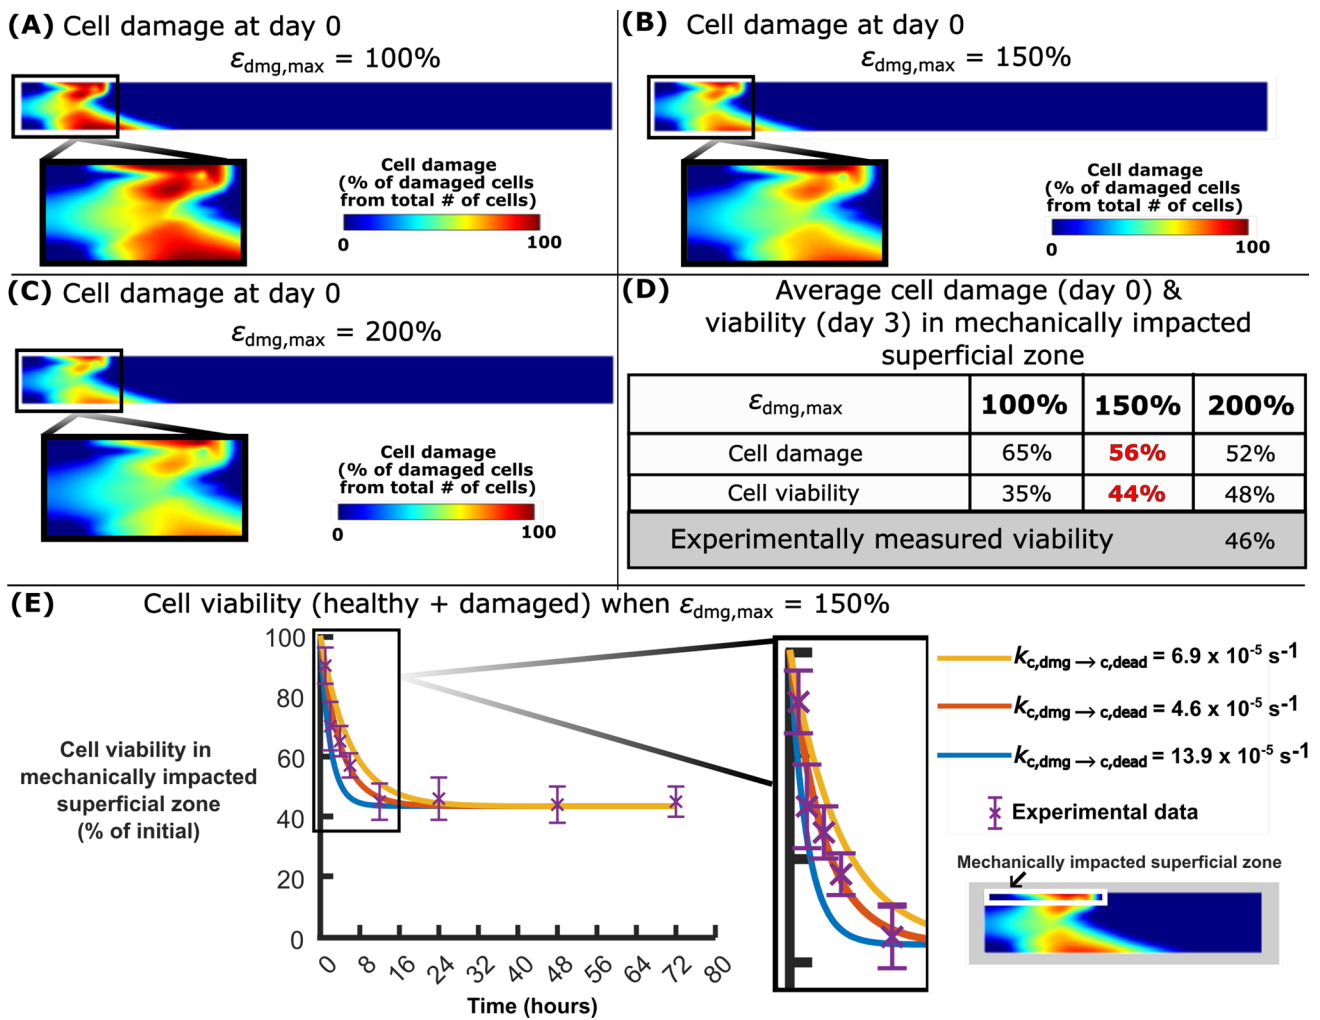 (A) Cell damage at day 0
εdmg,max = 100%
Cell damage
(% of damaged cells
from total # of cells)
0 100
(B) Cell damage at day 0
εdmg,max = 150%
Cell damage
(% of damaged cells
from total # of cells)
0 100
(C) Cell damage at day 0
εdmg,max = 200%
Cell damage
(% of damaged cells
from total # of cells)
0 100
(D) Average cell damage (day 0) &
viability (day 3) in mechanically impacted
superficial zone
εdmg,max 100% 150% 200%
Cell damage 65% 56% 52%
Cell viability 35% 44% 48%
Experimentally measured viability 46%
(E) Cell viability (healthy + damaged) when εdmg,max = 150%
Cell viability in
mechanically impacted
superficial zone
(% of initial)
100
80
60
40
20
0
0 8 16 24 32 40 48 56 64 72 80
Time (hours)
kc,dmg → c,dead = 6.9 x 10-5 s-1
kc,dmg → c,dead = 4.6 x 10-5 s-1
kc,dmg → c,dead = 13.9 x 10-5 s-1
Experimental data
Mechanically impacted superficial zone